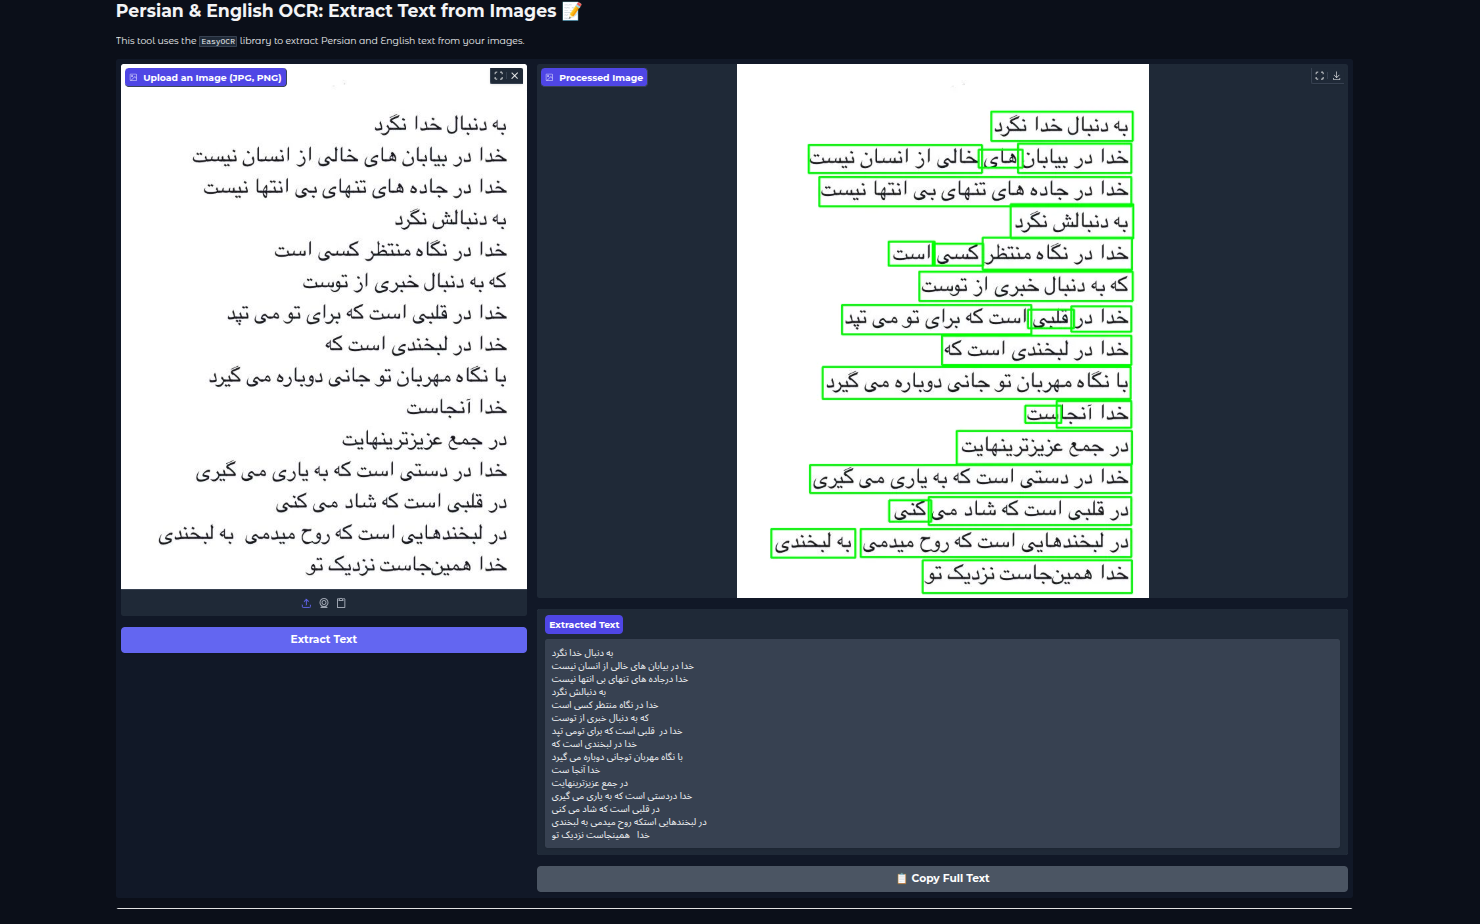 Persian & English OCR: Extract Text from Images 📝
This tool uses the EasyOCR library to extract Persian and English text from your images.
Upload an Image (JPG, PNG)
به دنبال خدا نگرد
خدا در بیابان های خالی از انسان نیست
خدا در جاده های تنهای بی انتها نیست
به دنبالش نگرد
خدا در نگاه منتظر کسی است
که به دنبال خبری از توست
خدا در قلبی است که برای تو می تپد
خدا در لبخندی است که
با نگاه مهربان تو جانی دوباره می گیرد
خدا آنجاست
در جمع عزیزترینهایت
خدا در دستی است که به یاری می گیری
در قلبی است که شاد می کنی
در لبخندهایی است که روح میدمی به لبخندی
خدا همین‌جاست نزدیک تو
Extract Text
Processed Image
به دنبال خدا نگرد
خدا در بیابان های خالی از انسان نیست
خدا در جاده های تنهای بی انتها نیست
به دنبالش نگرد
خدا در نگاه منتظر کسی است
که به دنبال خبری از توست
خدا در قلبی است که برای تو می تپد
خدا در لبخندی است که
با نگاه مهربان تو جانی دوباره می گیرد
خدا آنجاست
در جمع عزیزترینهایت
خدا در دستی است که به یاری می گیری
در قلبی است که شاد می کنی
در لبخندهایی است که روح میدمی به لبخندی
خدا همین‌جاست نزدیک تو
Extracted Text
به دنبال خدا نگرد
خدا در بیابان های خالی از انسان نیست
خدا درجاده های تنهای بی انتها نیست
به دنبالش نگرد
خدا در نگاه منتظر کسی است
که به دنبال خبری از توست
خدا در قلبی است که برای تومی تپد
خدا در لبخندی است که
با نگاه مهربان توجانی دوباره می گیرد
خدا آنجا ست
در جمع عزیزترینهایت
خدا دردستی است که به یاری می گیری
در قلبی است که شاد می کنی
در لبخندهایی استکه روح میدمی به لبخندی
خدا همینجاست نزدیک تو
📋 Copy Full Text